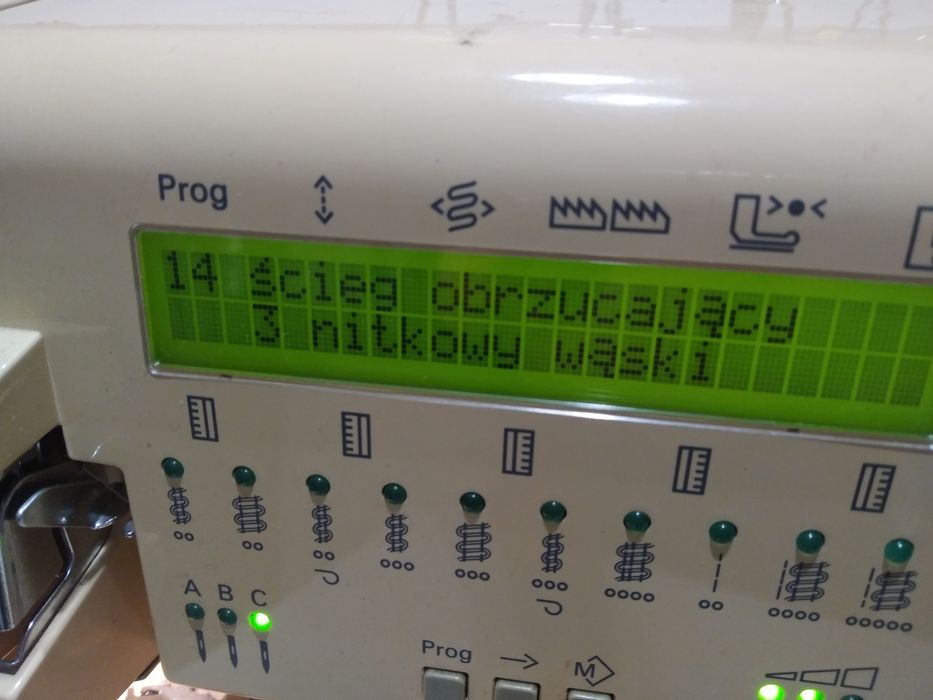 Prog
14 ścieg obrzucający
3 nitkowy wąski
A B C
Prog
M